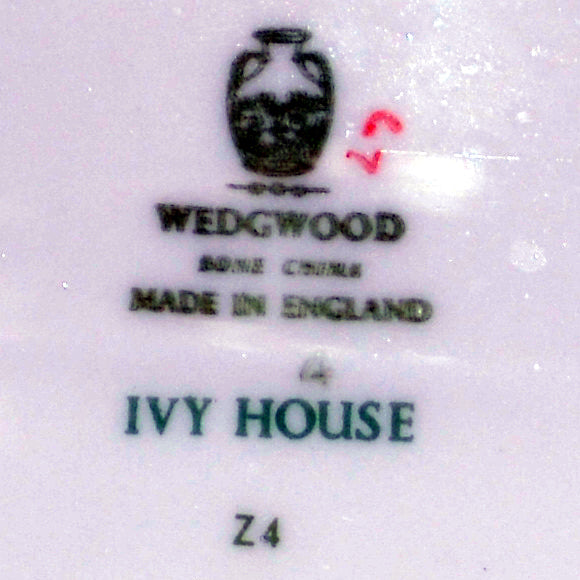 WEDGWOOD
BONE CHINA
MADE IN ENGLAND
IVY HOUSE
Z4